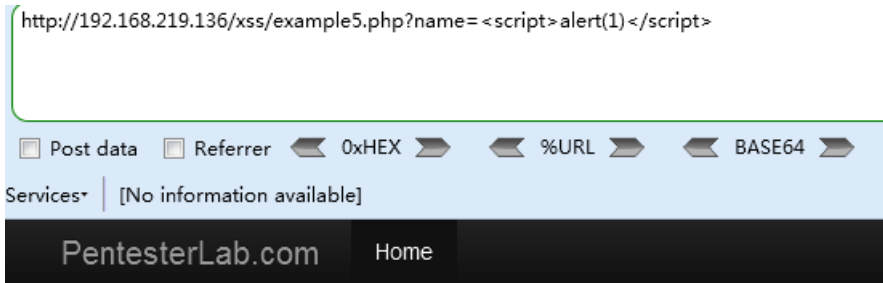 http://192.168.219.136/xss/example5.php?name=<script>alert(1)</script>
Post data Referrer 0xHEX %URL BASE64
Services [No information available]
PentesterLab.com Home